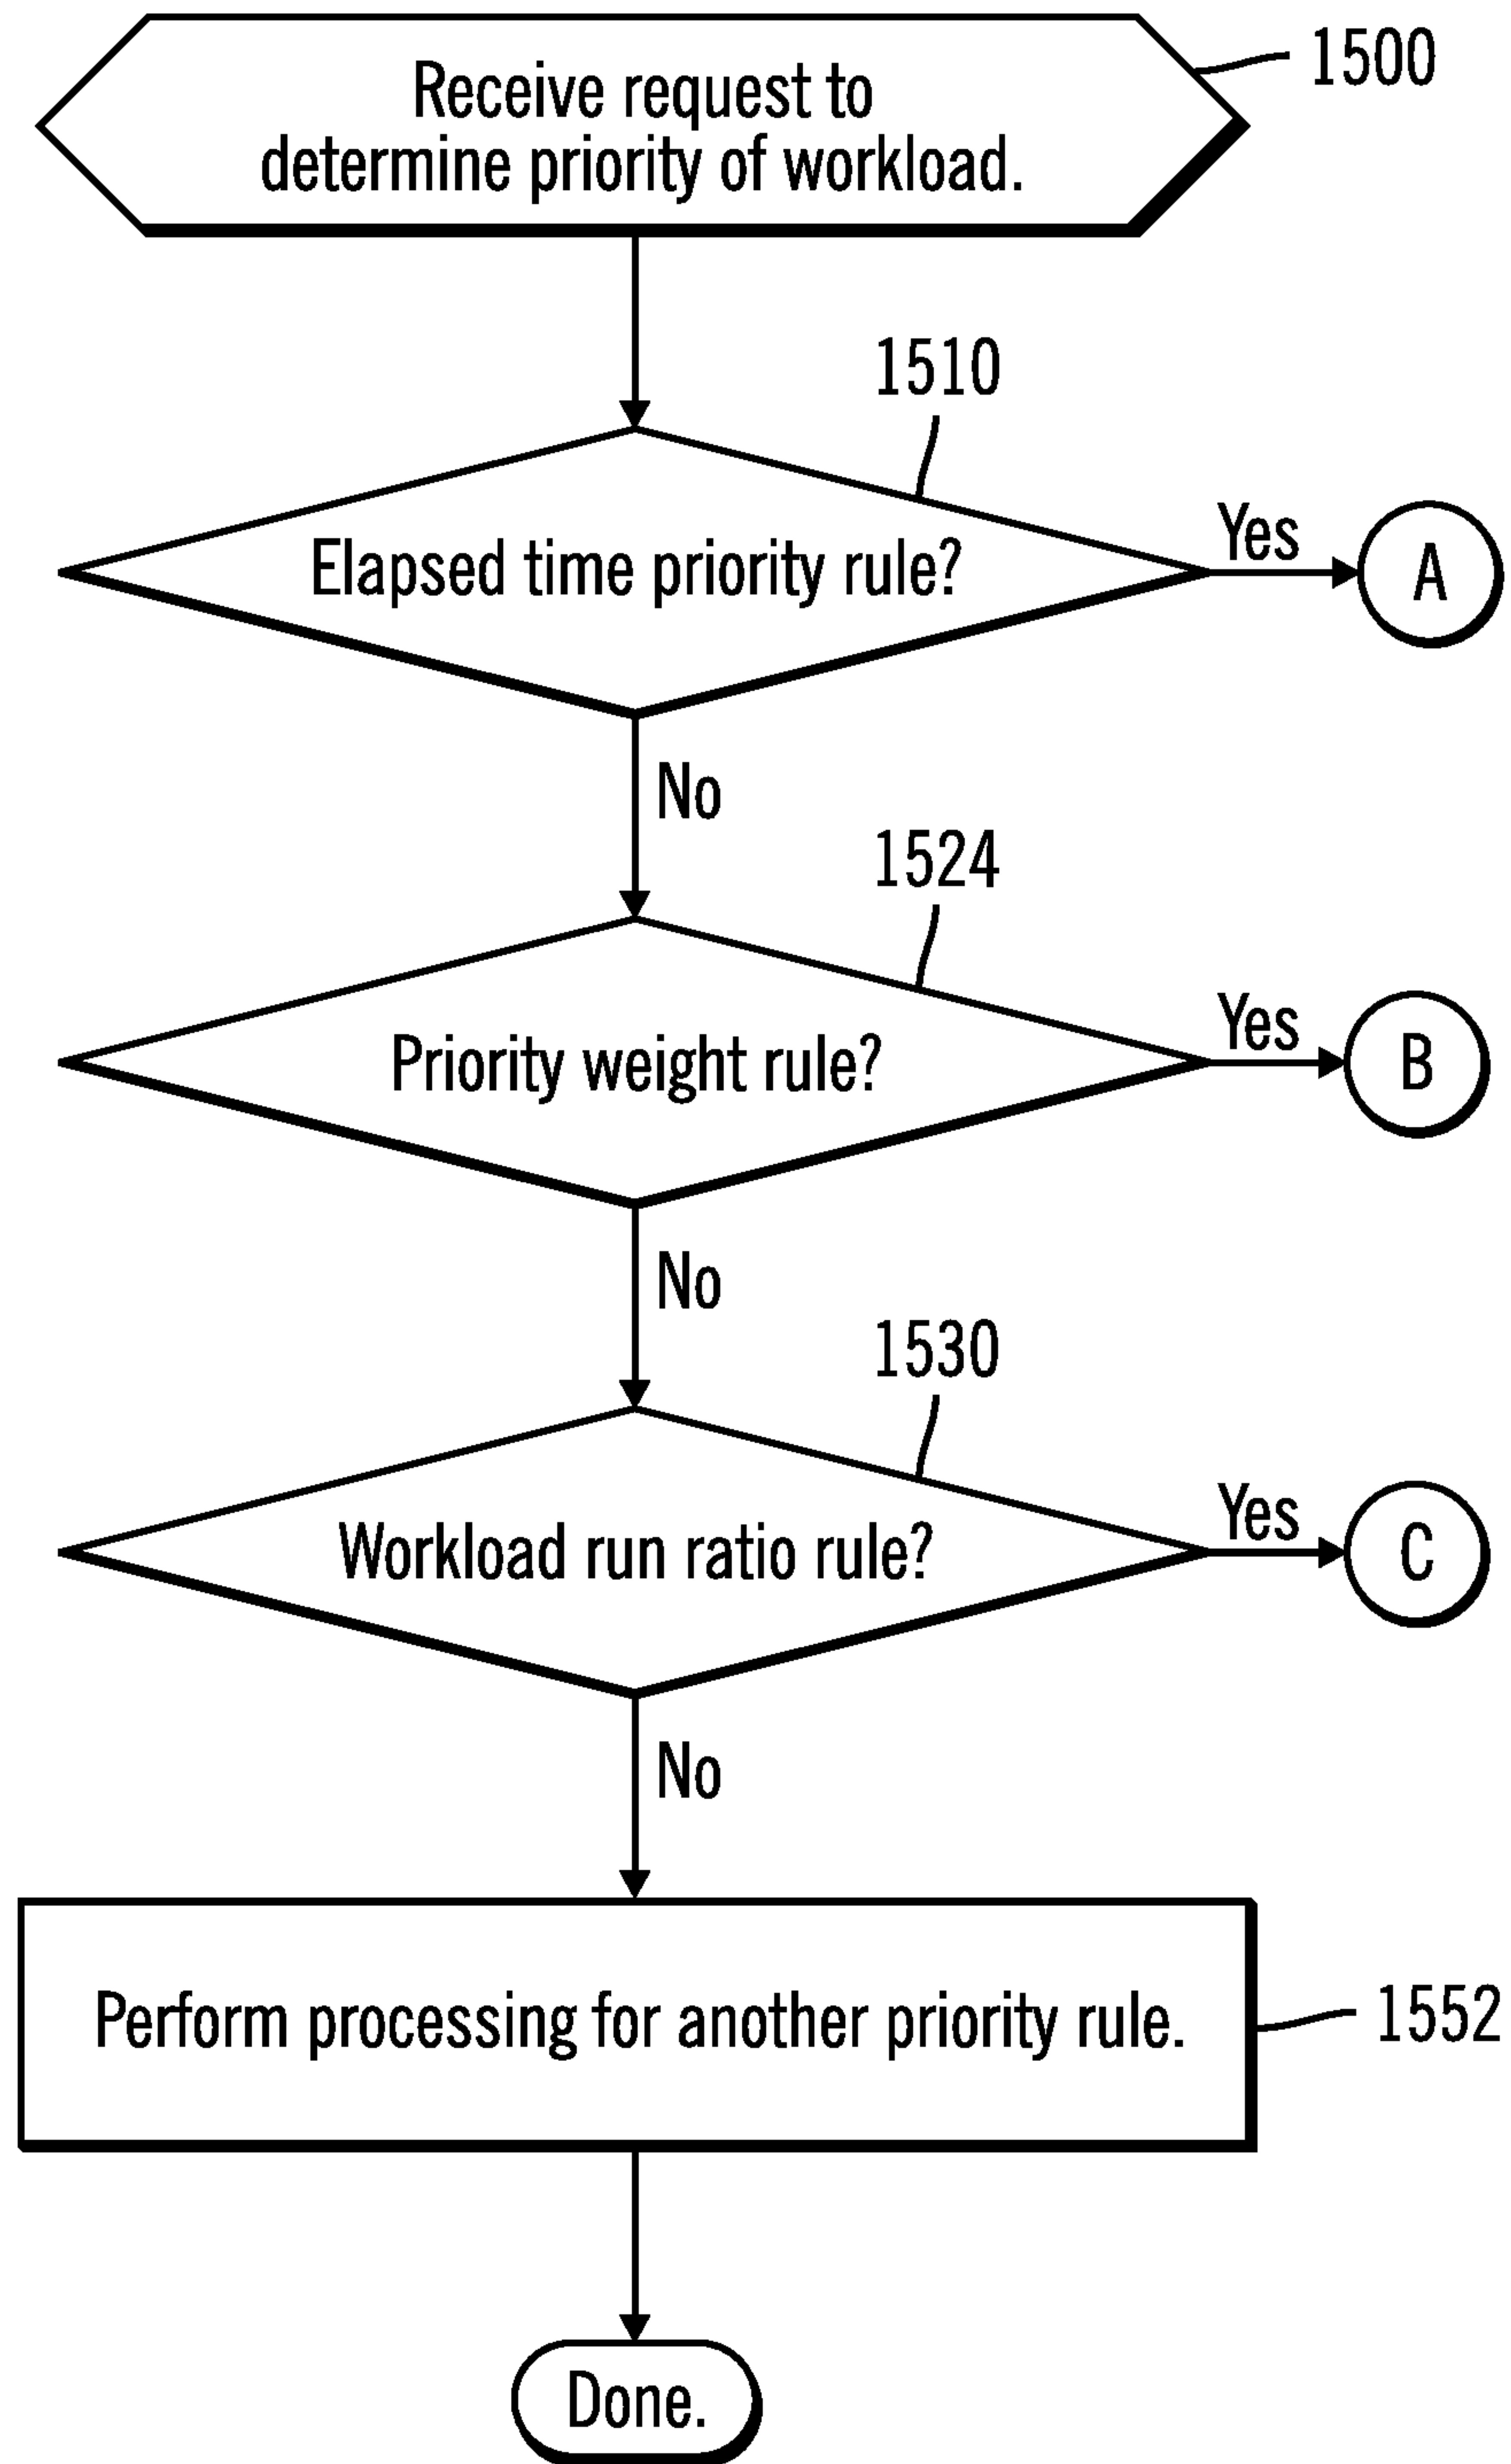 1500
Receive request to
determine priority of workload.
1510
Elapsed time priority rule?
Yes
A
No
1524
Priority weight rule?
Yes
B
No
1530
Workload run ratio rule?
Yes
C
No
Perform processing for another priority rule.
1552
Done.